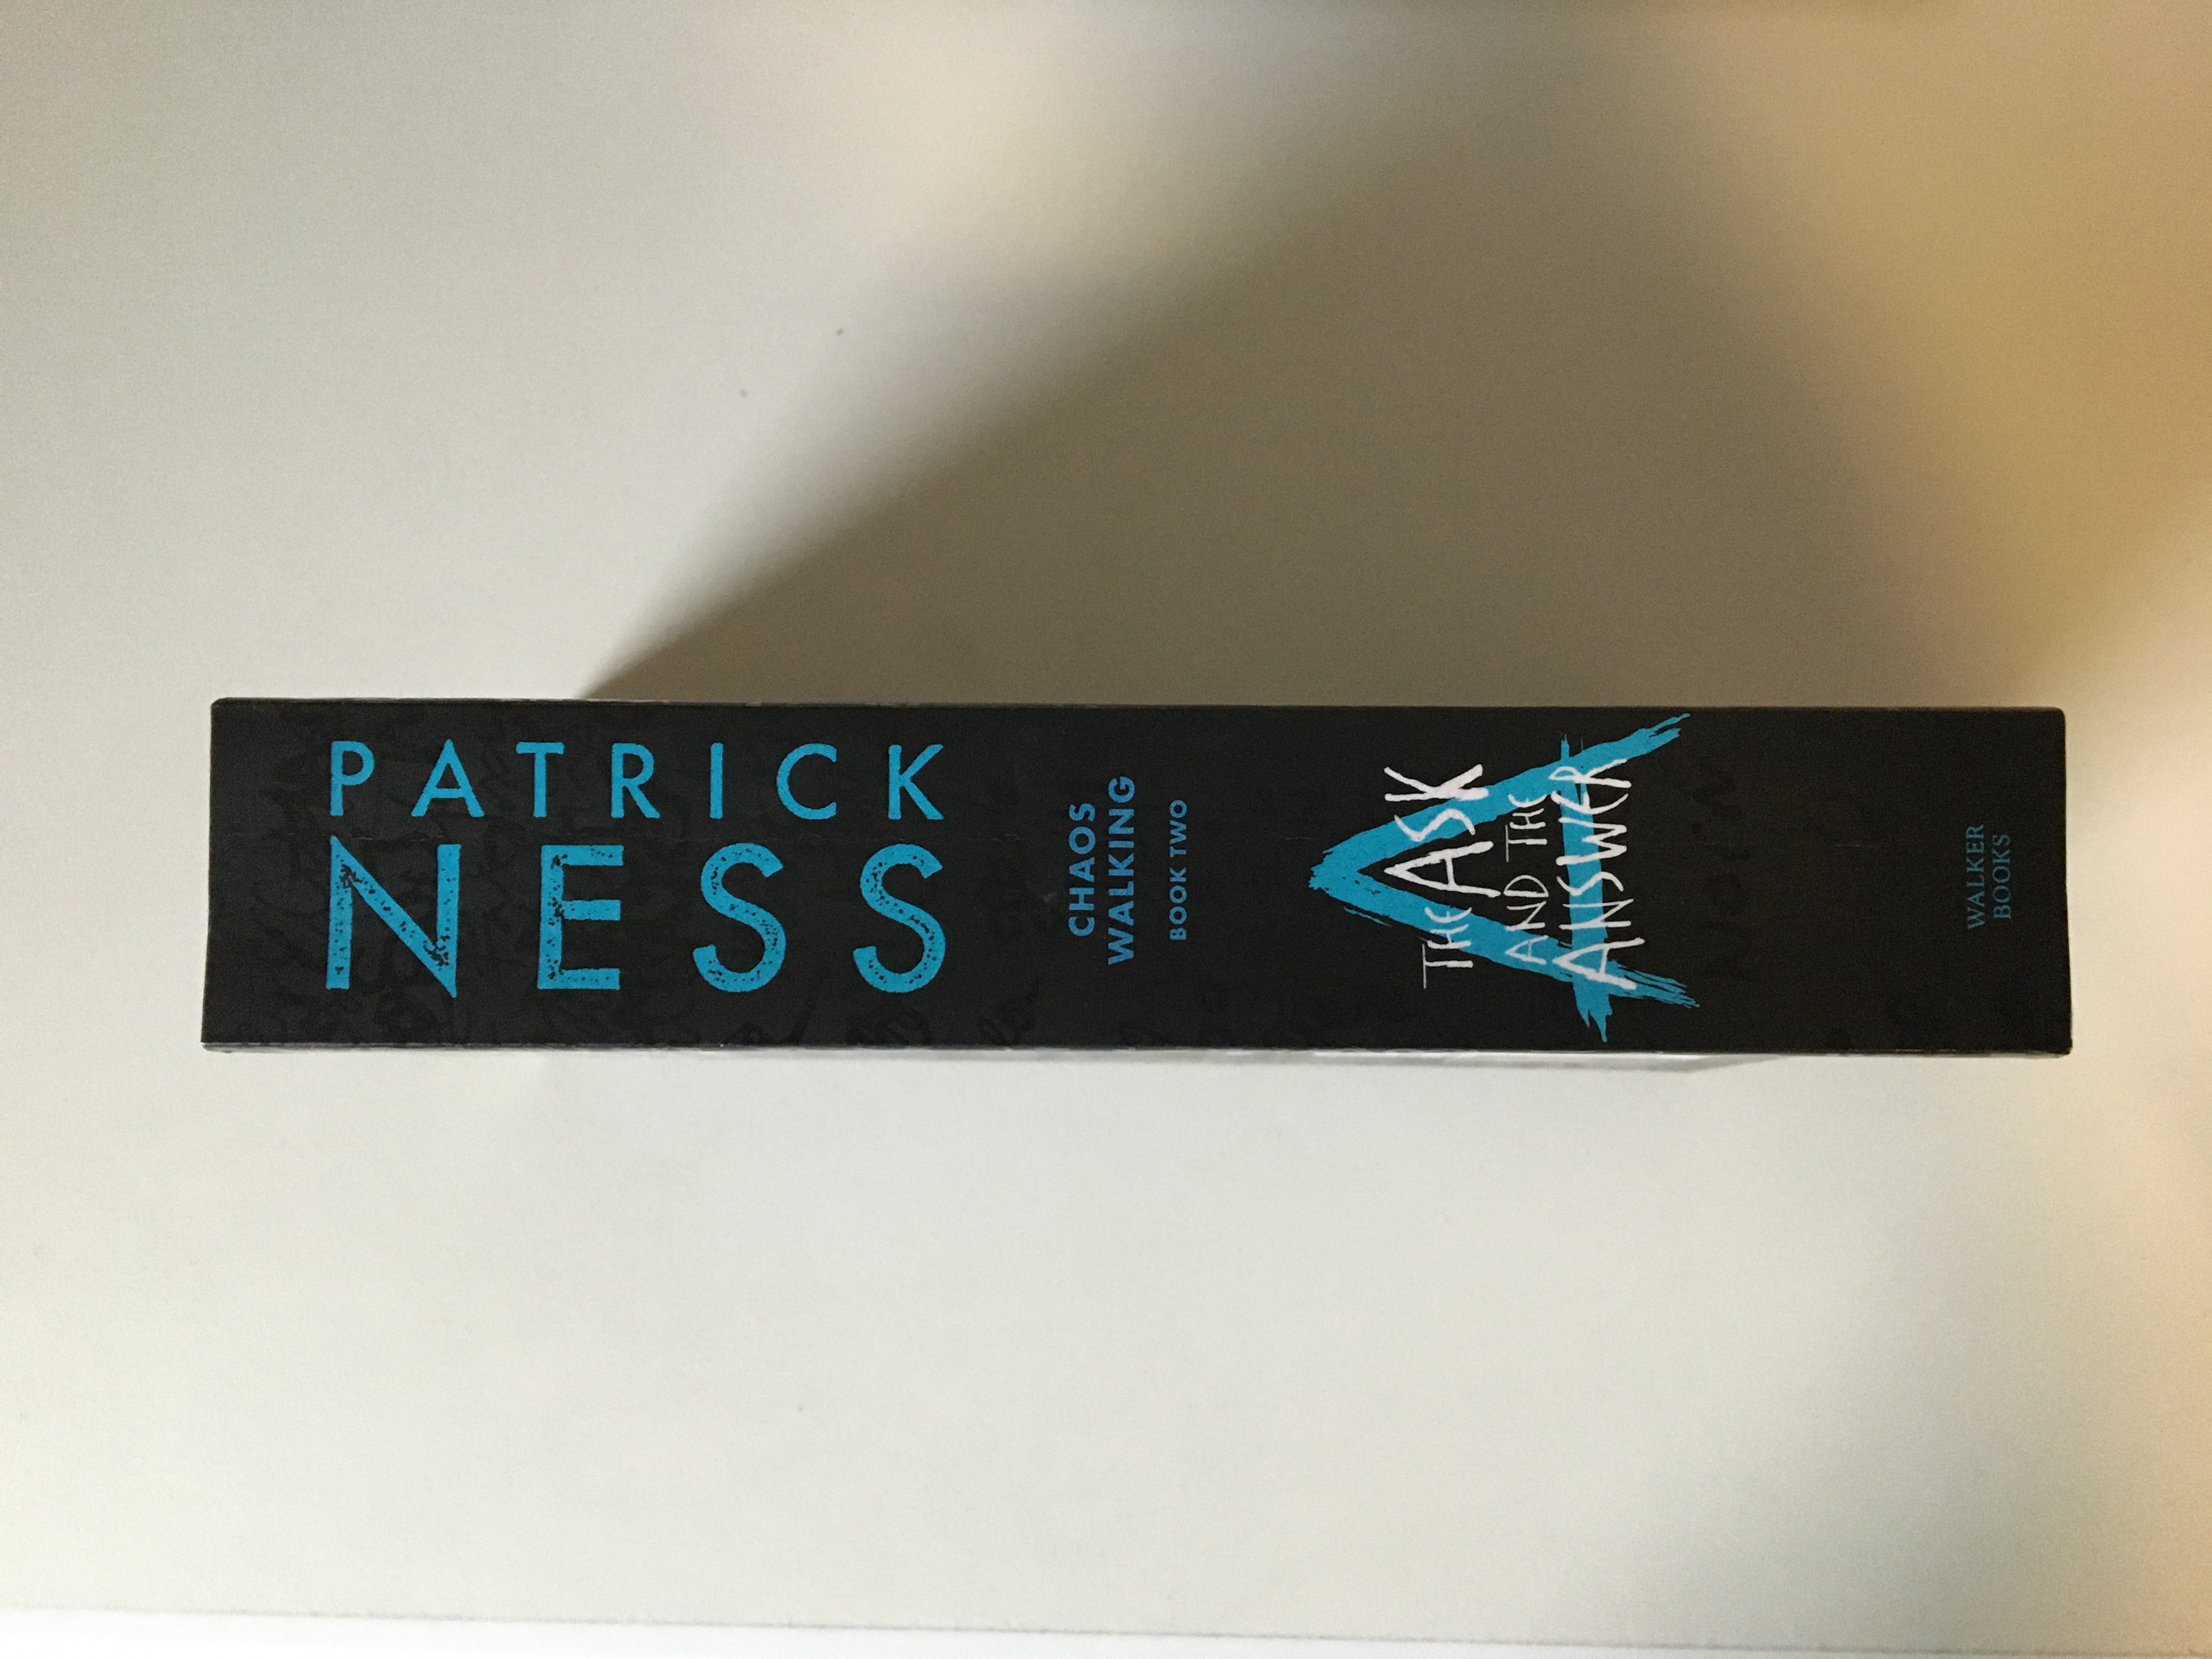 PATRICK
NESS
CHAOS
WALKING
BOOK TWO
THE ASK
AND THE
ANSWER
WALKER
BOOKS